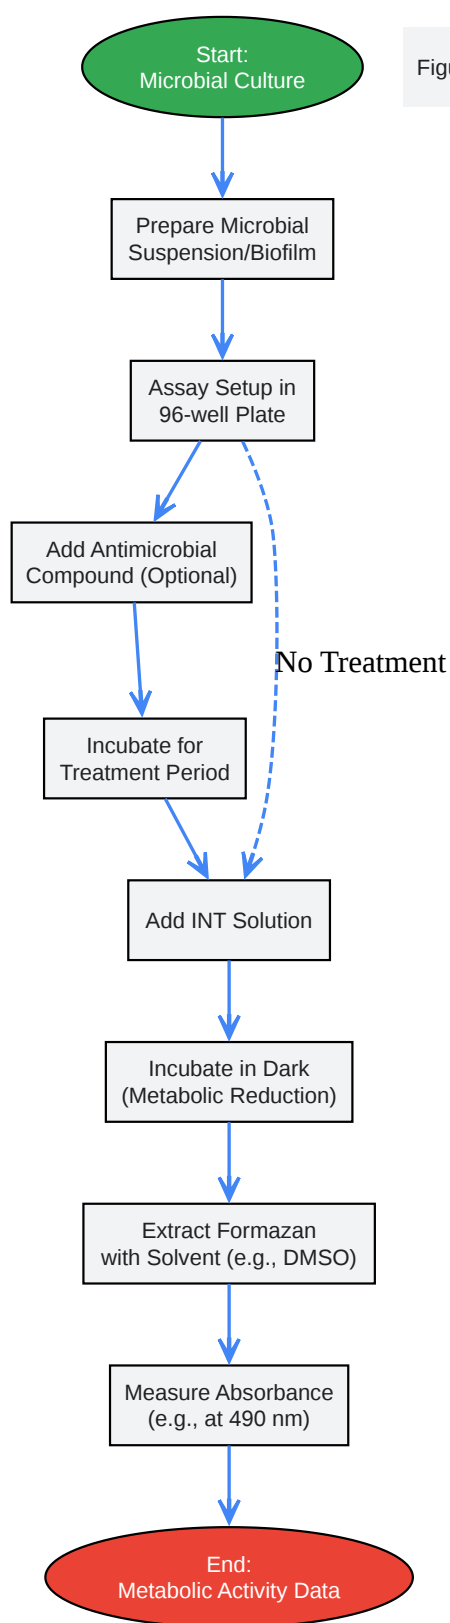 Start:
Microbial Culture
Prepare Microbial
Suspension/Biofilm
Assay Setup in
96-well Plate
Add Antimicrobial
Compound (Optional)
No Treatment
Incubate for
Treatment Period
Add INT Solution
Incubate in Dark
(Metabolic Reduction)
Extract Formazan
with Solvent (e.g., DMSO)
Measure Absorbance
(e.g., at 490 nm)
End:
Metabolic Activity Data